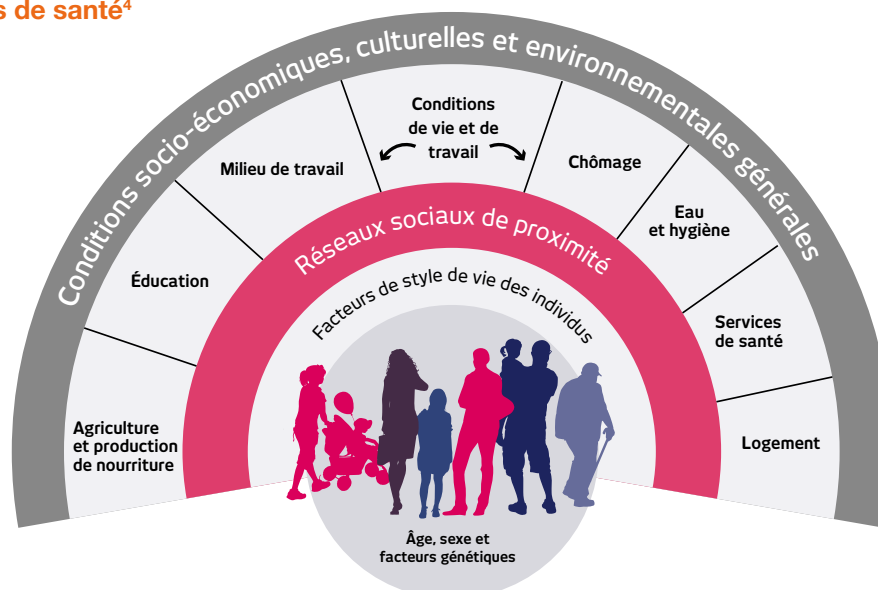 s de santé⁴
Conditions socio-économiques, culturelles et environnementales générales
Conditions
de vie et de
travail
Milieu de travail
Chômage
Éducation
Eau
et hygiène
Services
de santé
Agriculture
et production
de nourriture
Logement
Réseaux sociaux de proximité
Facteurs de style de vie des individus
Âge, sexe et
facteurs génétiques